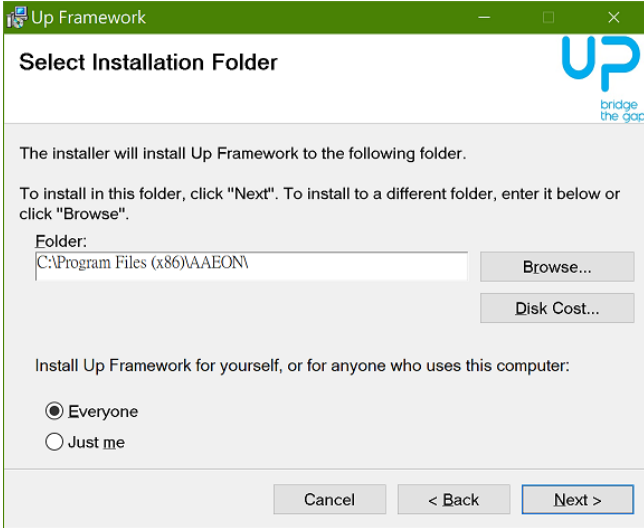 Up Framework
Select Installation Folder
UP
bridge
the gap
The installer will install Up Framework to the following folder.
To install in this folder, click "Next". To install to a different folder, enter it below or
click "Browse".
Folder:
C:\Program Files (x86)\AAEON\
Browse...
Disk Cost...
Install Up Framework for yourself, or for anyone who uses this computer:
Everyone
Just me
Cancel
< Back
Next >